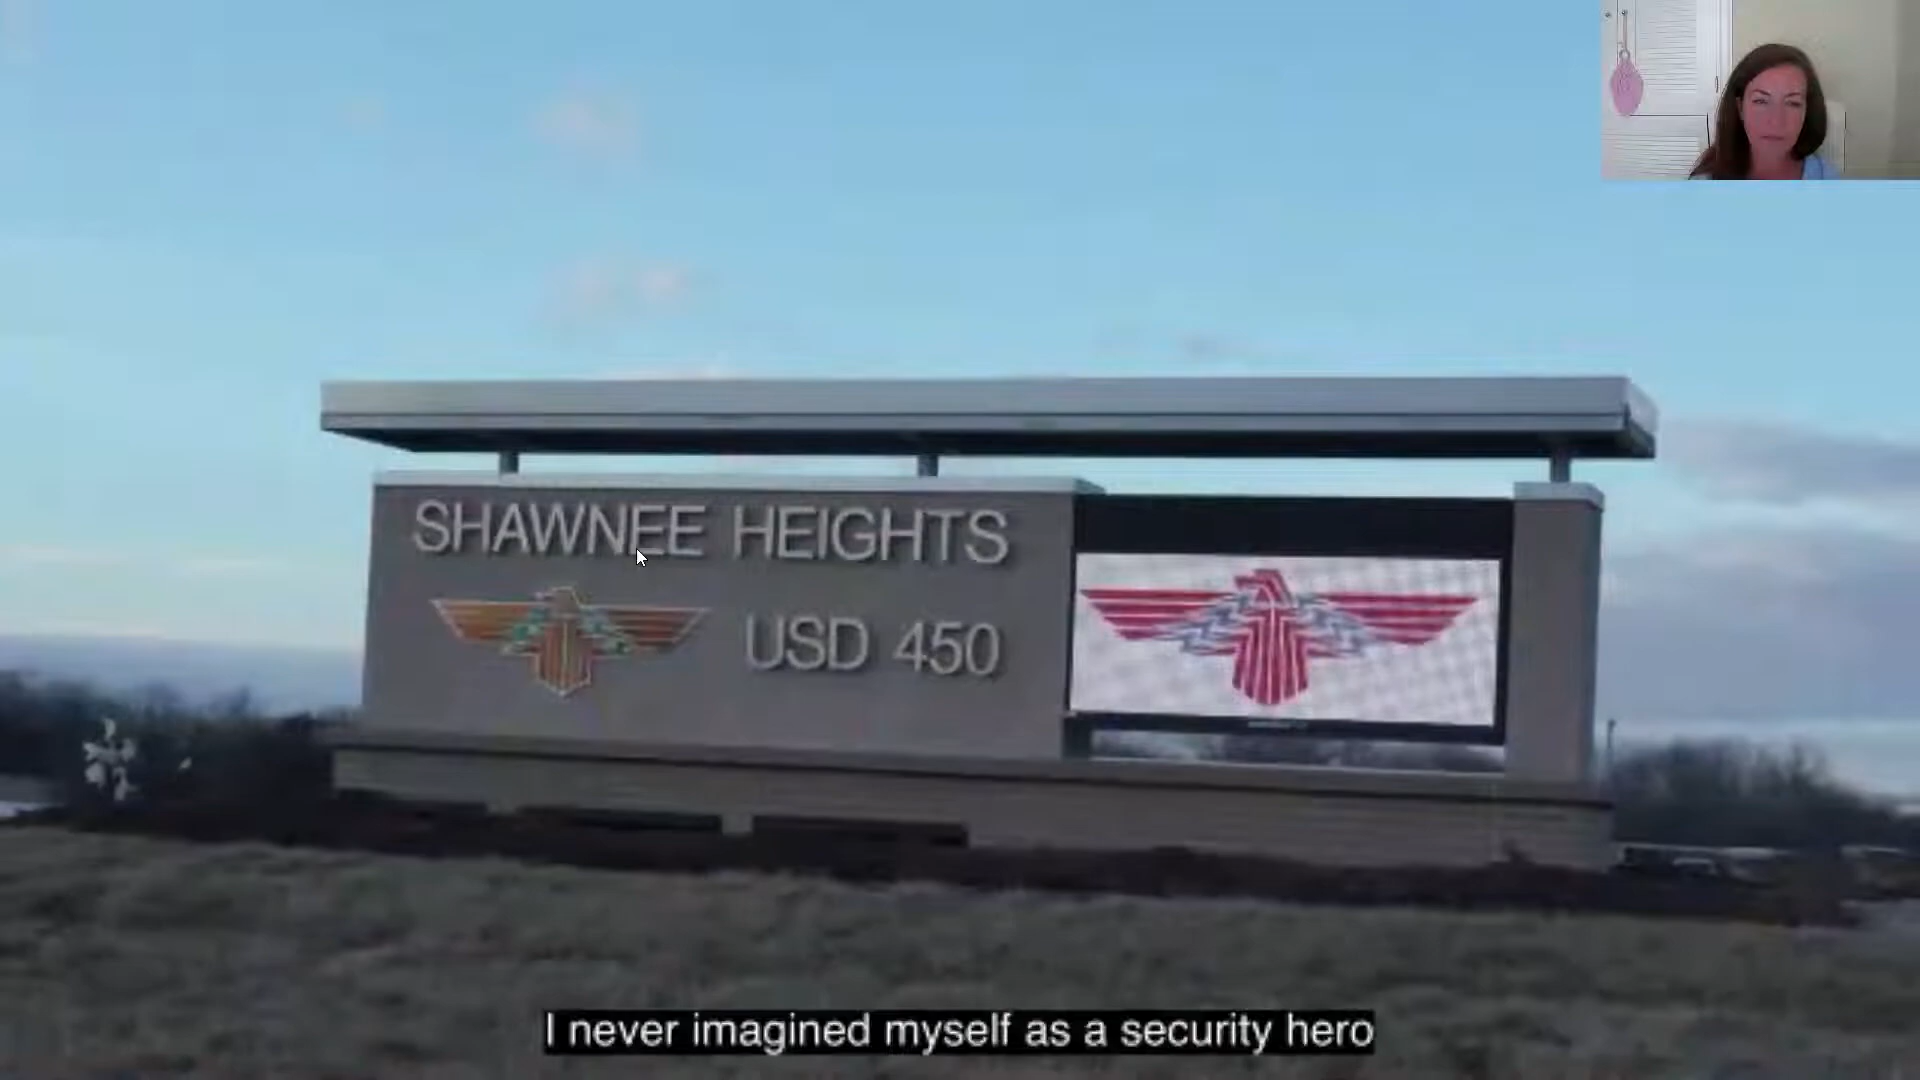 SHAWNEE HEIGHTS
USD 450
I never imagined myself as a security hero